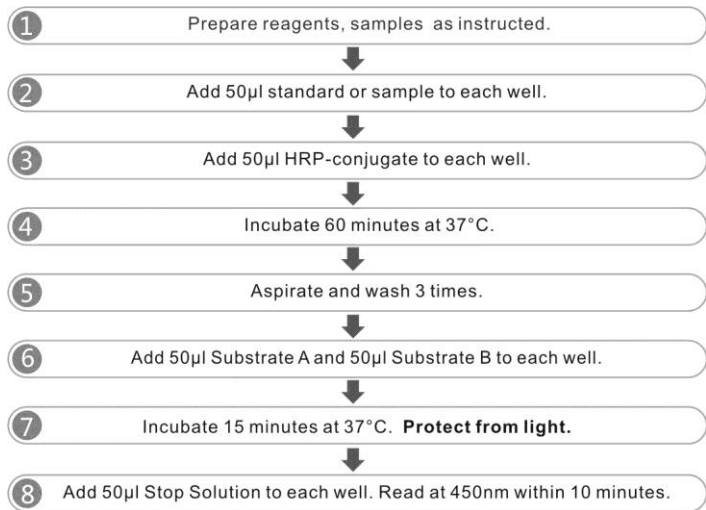 1 Prepare reagents, samples as instructed.
2 Add 50μl standard or sample to each well.
3 Add 50μl HRP-conjugate to each well.
4 Incubate 60 minutes at 37°C.
5 Aspirate and wash 3 times.
6 Add 50μl Substrate A and 50μl Substrate B to each well.
7 Incubate 15 minutes at 37°C. Protect from light.
8 Add 50μl Stop Solution to each well. Read at 450nm within 10 minutes.